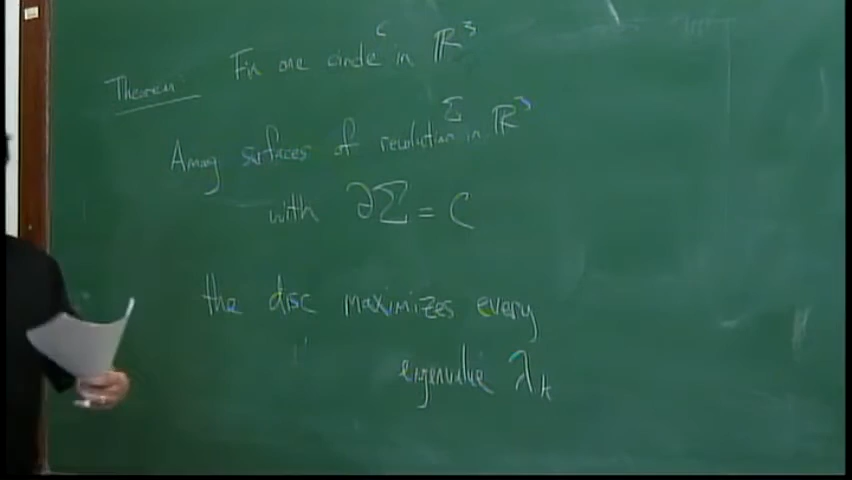 Theorem Fix one circle C in ℝ³
Among surfaces of revolution Σ in ℝ³
with ∂Σ = C
the disc maximizes every
eigenvalue λₖ